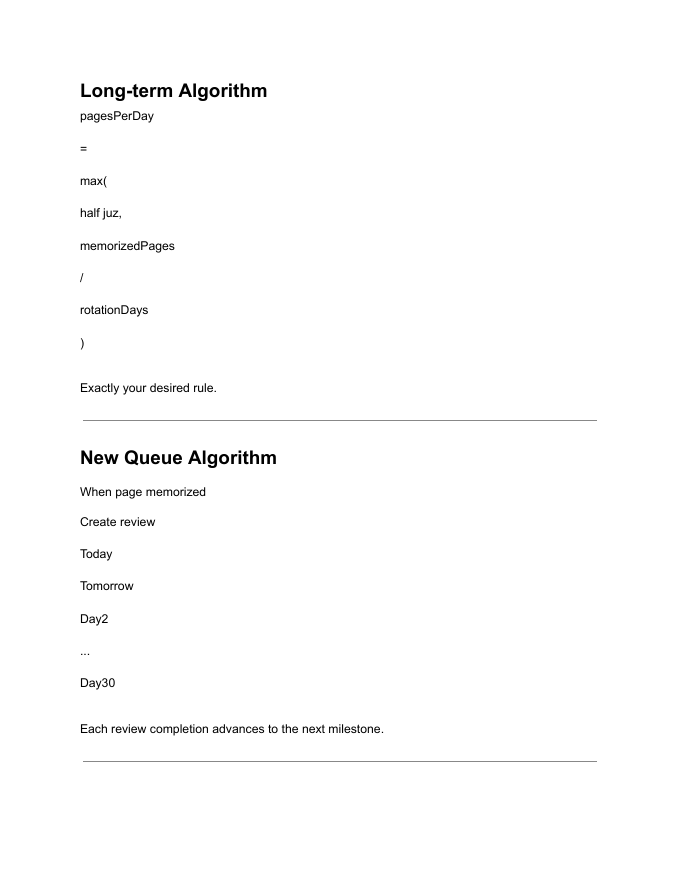 Long-term Algorithm
pagesPerDay
=
max(
half juz,
memorizedPages
/
rotationDays
)
Exactly your desired rule.
New Queue Algorithm
When page memorized
Create review
Today
Tomorrow
Day2
...
Day30
Each review completion advances to the next milestone.